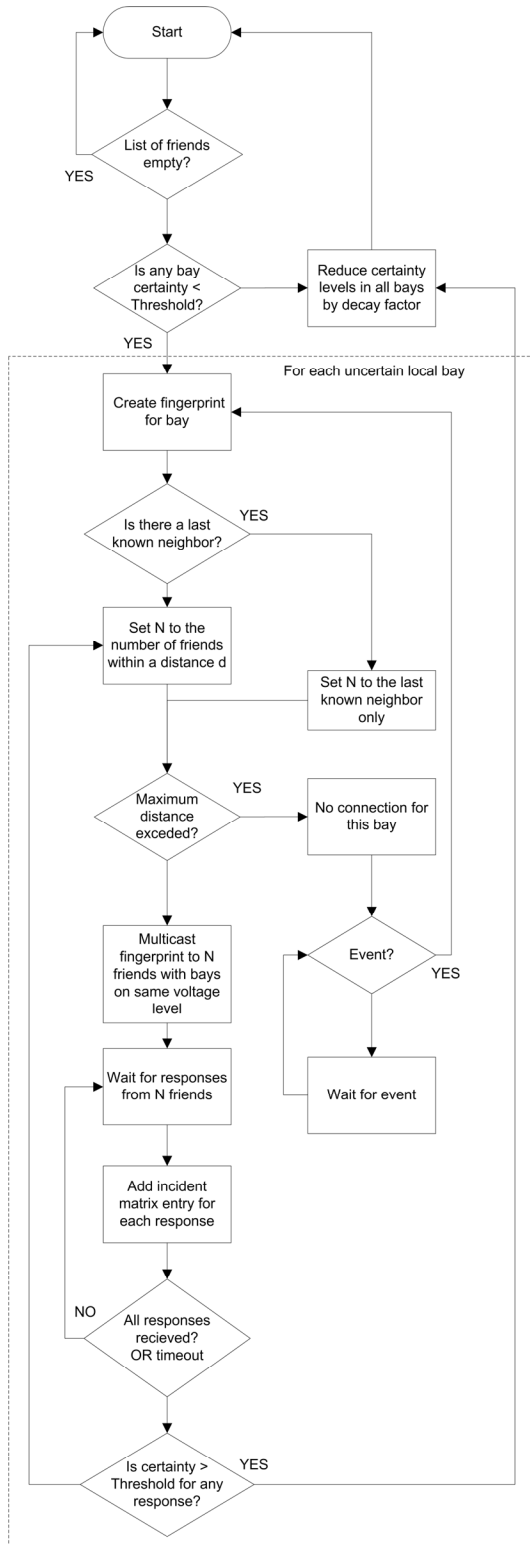 Start
List of friends
empty?
YES
Is any bay
certainty <
Threshold?
Reduce certainty
levels in all bays
by decay factor
YES
For each uncertain local bay
Create fingerprint
for bay
Is there a last
known neighbor?
YES
Set N to the
number of friends
within a distance d
Set N to the last
known neighbor
only
Maximum
distance
exceded?
YES
No connection for
this bay
Multicast
fingerprint to N
friends with bays
on same voltage
level
Event?
YES
Wait for responses
from N friends
Wait for event
Add incident
matrix entry for
each response
NO
All responses
recieved?
OR timeout
Is certainty >
Threshold for any
response?
YES